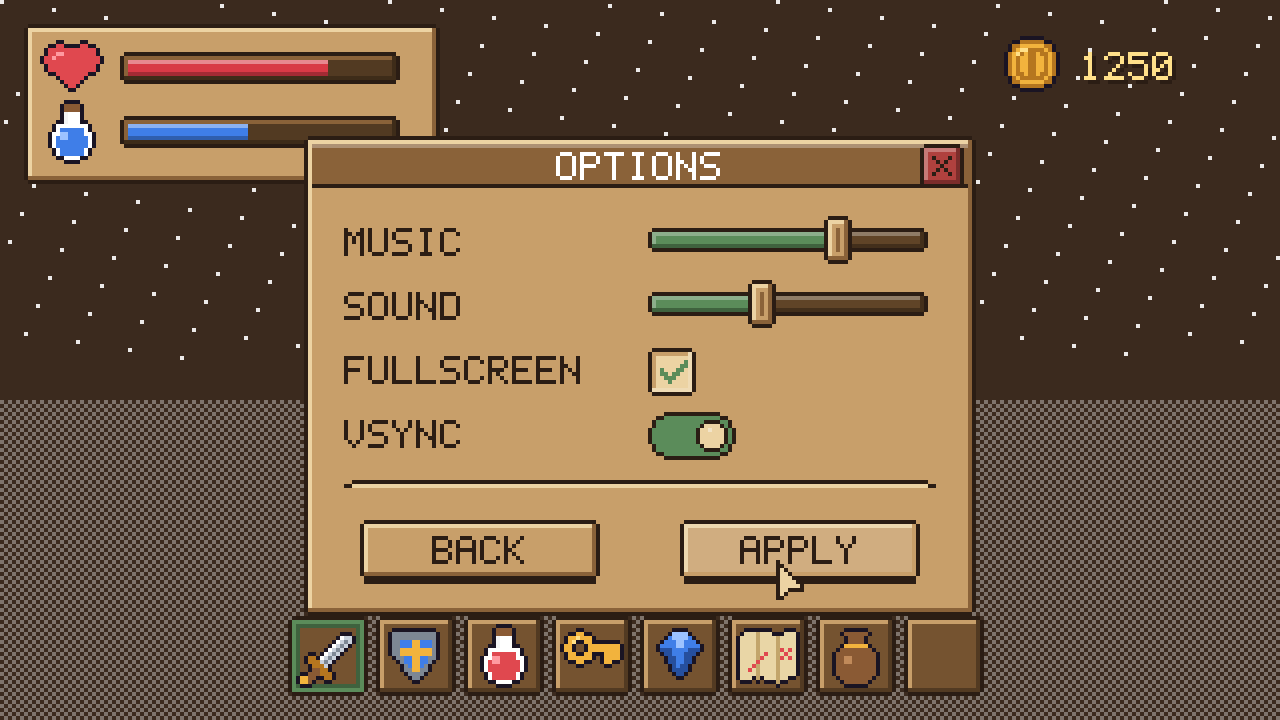 1250
OPTIONS
MUSIC
SOUND
FULLSCREEN
VSYNC
BACK
APPLY